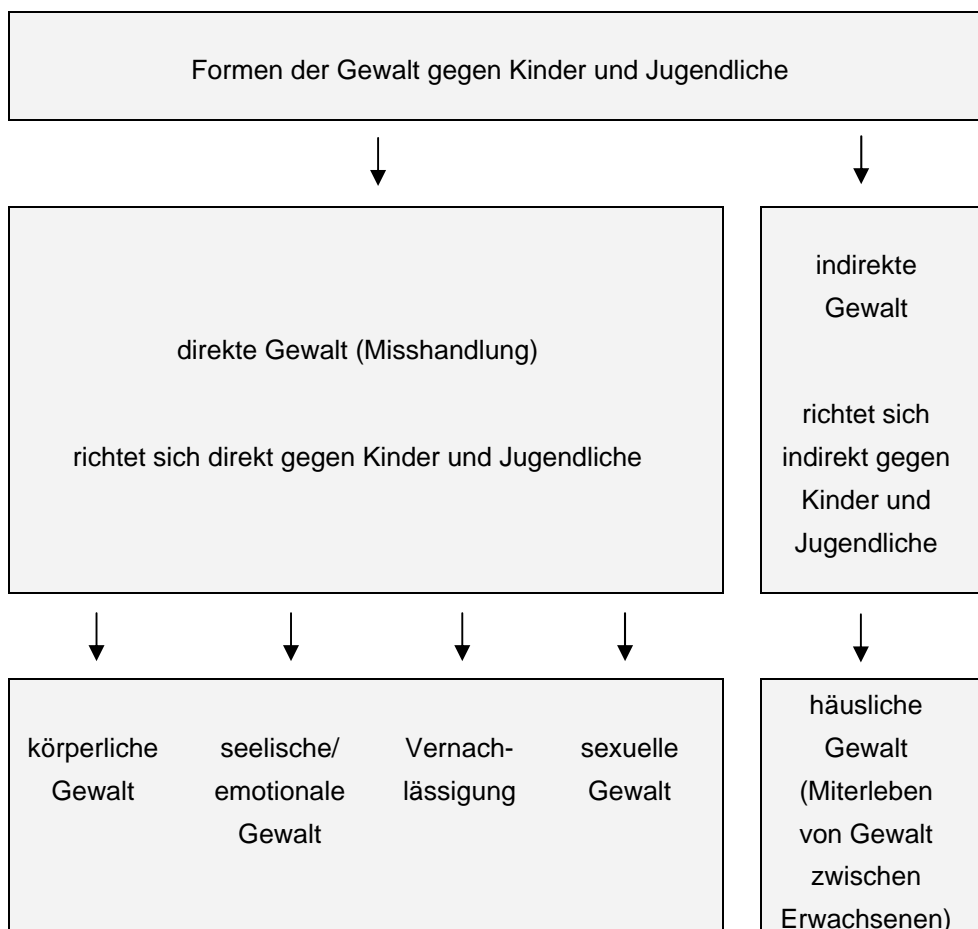 Formen der Gewalt gegen Kinder und Jugendliche
direkte Gewalt (Misshandlung)
richtet sich direkt gegen Kinder und Jugendliche
indirekte
Gewalt
richtet sich
indirekt gegen
Kinder und
Jugendliche
körperliche
Gewalt
seelische/
emotionale
Gewalt
Vernach-
lässigung
sexuelle
Gewalt
häusliche
Gewalt
(Miterleben
von Gewalt
zwischen
Erwachsenen)